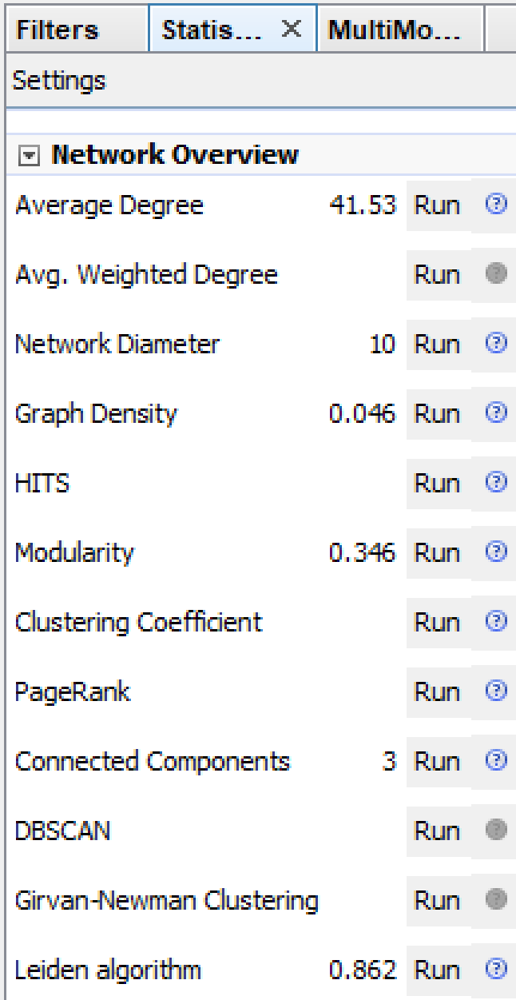 Filters Statis... MultiMo...
Settings
Network Overview
Average Degree 41.53 Run
Avg. Weighted Degree Run
Network Diameter 10 Run
Graph Density 0.046 Run
HITS Run
Modularity 0.346 Run
Clustering Coefficient Run
PageRank Run
Connected Components 3 Run
DBSCAN Run
Girvan-Newman Clustering Run
Leiden algorithm 0.862 Run